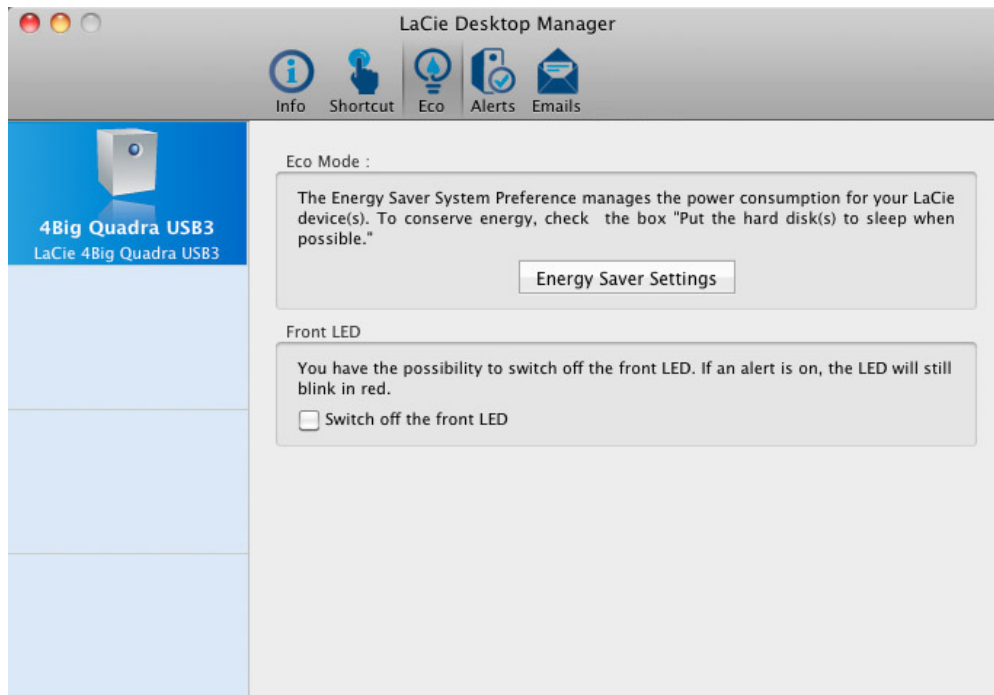 LaCie Desktop Manager
Info Shortcut Eco Alerts Emails
4Big Quadra USB3
LaCie 4Big Quadra USB3
Eco Mode :
The Energy Saver System Preference manages the power consumption for your LaCie
device(s). To conserve energy, check  the box "Put the hard disk(s) to sleep when
possible."
Energy Saver Settings
Front LED
You have the possibility to switch off the front LED. If an alert is on, the LED will still
blink in red.
Switch off the front LED